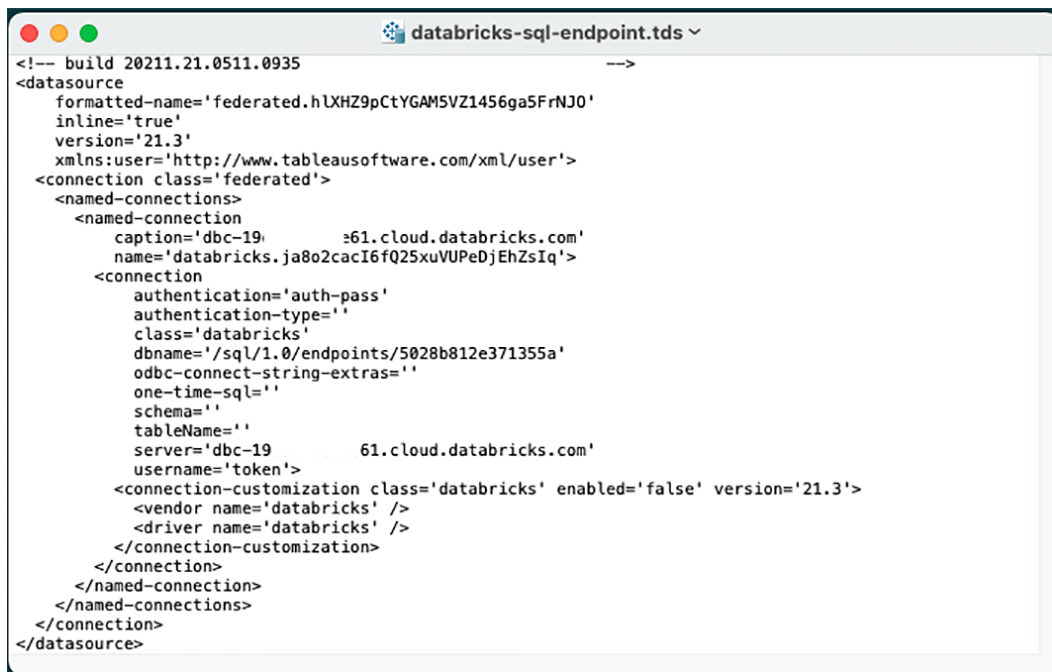 databricks-sql-endpoint.tds
<!-- build 20211.21.0511.0935                               -->
<datasource
    formatted-name='federated.hlXHZ9pCtYGAM5VZ1456ga5FrNJO'
    inline='true'
    version='21.3'
    xmlns:user='http://www.tableausoftware.com/xml/user'>
  <connection class='federated'>
    <named-connections>
      <named-connection
          caption='dbc-19        e61.cloud.databricks.com'
          name='databricks.ja8o2cacI6fQ25xuVUPeDjEhZsIq'>
        <connection
            authentication='auth-pass'
            authentication-type=''
            class='databricks'
            dbname='/sql/1.0/endpoints/5028b812e371355a'
            odbc-connect-string-extras=''
            one-time-sql=''
            schema=''
            tableName=''
            server='dbc-19         61.cloud.databricks.com'
            username='token'>
          <connection-customization class='databricks' enabled='false' version='21.3'>
            <vendor name='databricks' />
            <driver name='databricks' />
          </connection-customization>
        </connection>
      </named-connection>
    </named-connections>
  </connection>
</datasource>